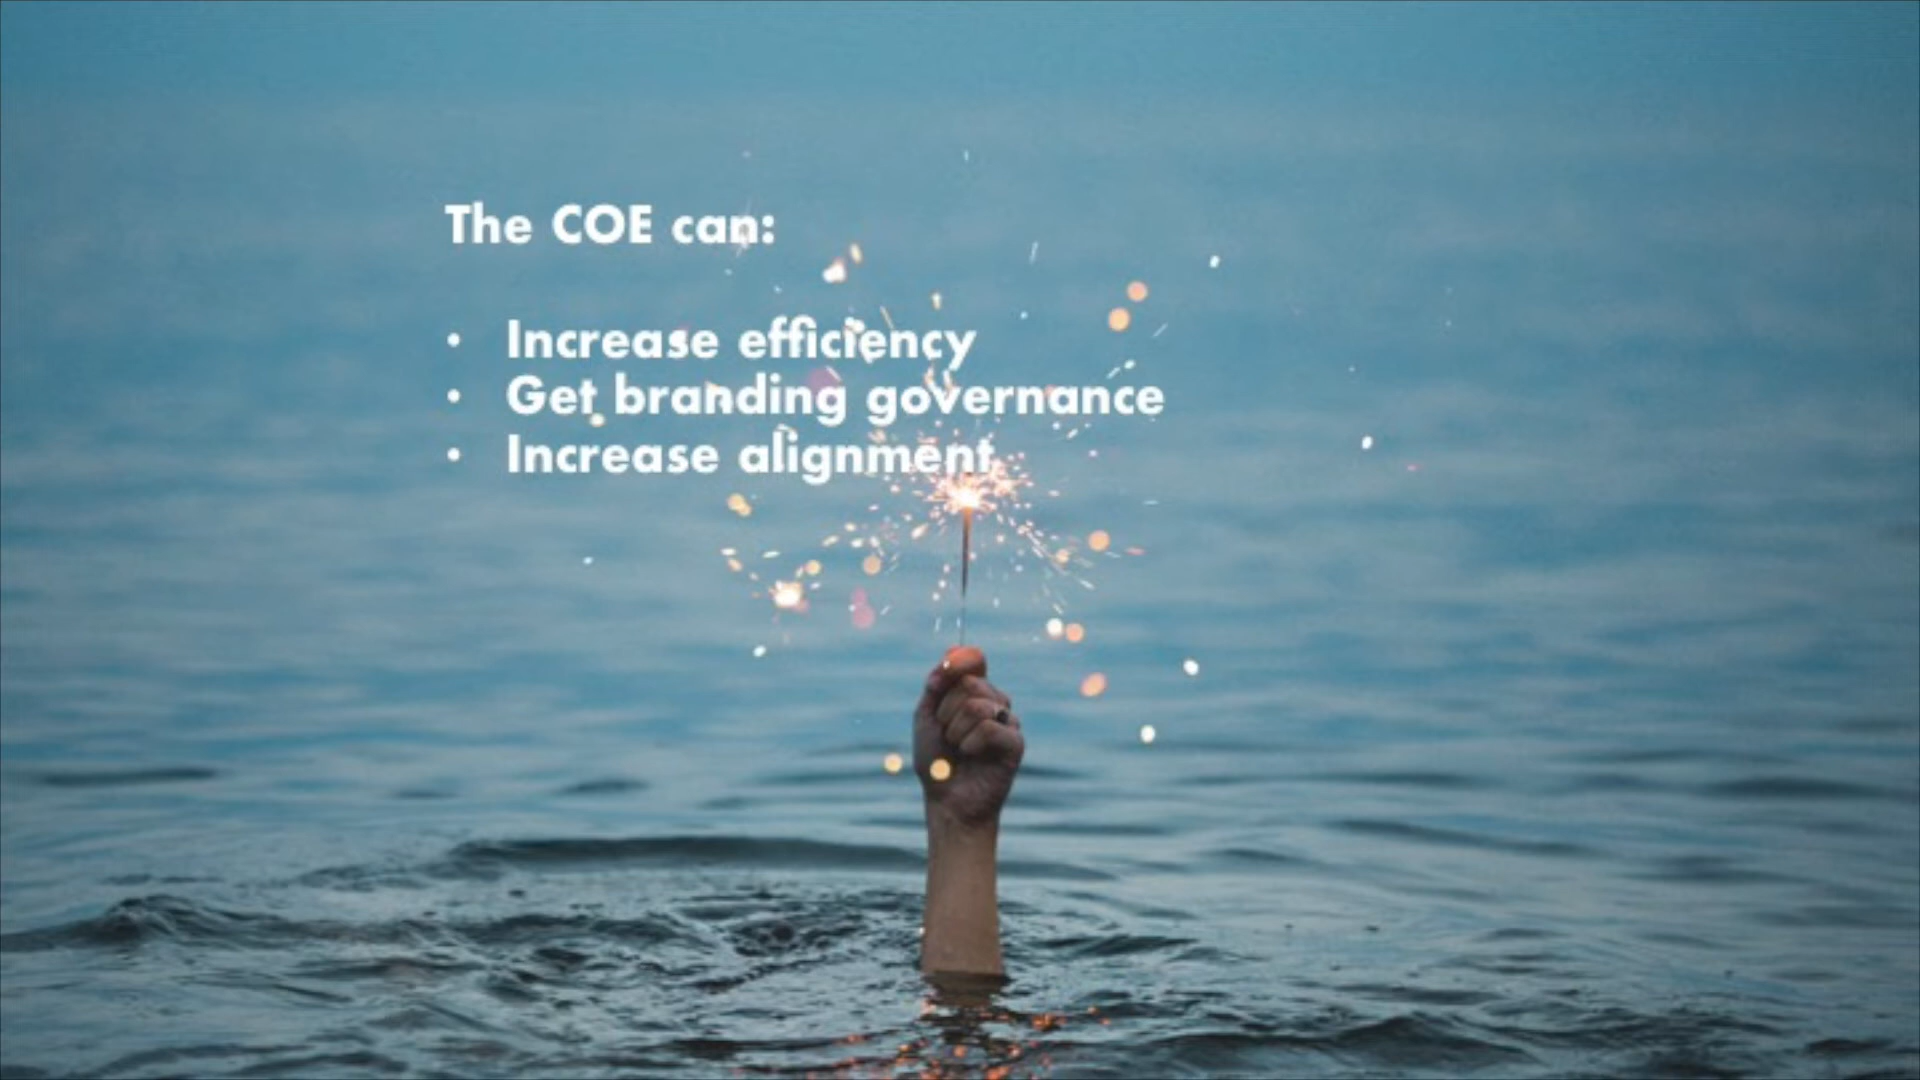 The COE can:
• Increase efficiency
• Get branding governance
• Increase alignment